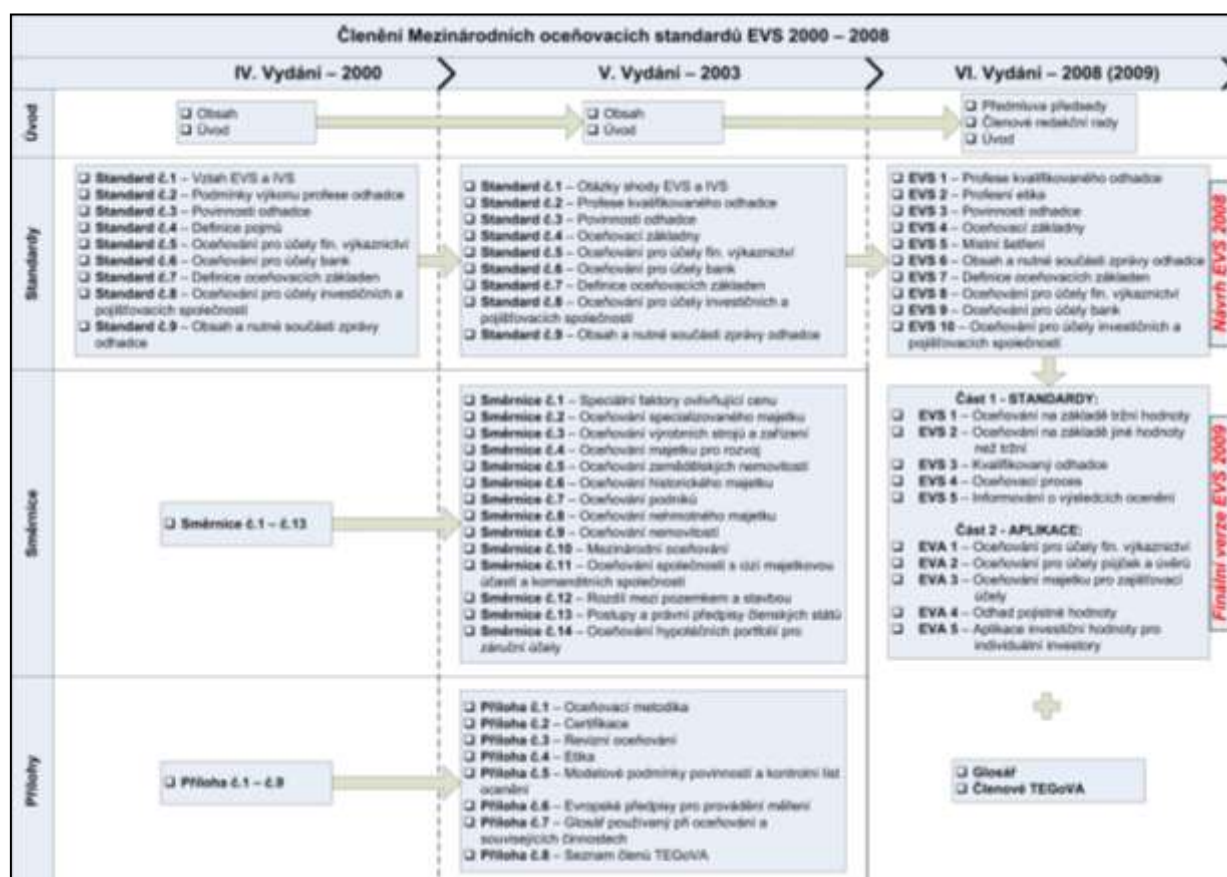 Členění Mezinárodních oceňovacích standardů EVS 2000 – 2008
IV. Vydání – 2000
V. Vydání – 2003
VI. Vydání – 2008 (2009)
Úvod
❑ Obsah
❑ Úvod
❑ Obsah
❑ Úvod
❑ Předmluva předsedy
❑ Členové redakční rady
❑ Úvod
Standardy
❑ Standard č.1 – Vztah EVS a IVS
❑ Standard č.2 – Podmínky výkonu profese odhadce
❑ Standard č.3 – Povinnosti odhadce
❑ Standard č.4 – Definice pojmů
❑ Standard č.5 – Oceňování pro účely fin. výkaznictví
❑ Standard č.6 – Oceňování pro účely bank
❑ Standard č.7 – Definice oceňovacích základen
❑ Standard č.8 – Oceňování pro účely investičních a
pojišťovacích společností
❑ Standard č.9 – Obsah a nutné součásti zprávy
odhadce
❑ Standard č.1 – Otázky shody EVS a IVS
❑ Standard č.2 – Profese kvalifikovaného odhadce
❑ Standard č.3 – Povinnosti odhadce
❑ Standard č.4 – Oceňovací základny
❑ Standard č.5 – Oceňování pro účely fin. výkaznictví
❑ Standard č.6 – Oceňování pro účely bank
❑ Standard č.7 – Definice oceňovacích základen
❑ Standard č.8 – Oceňování pro účely investičních a
pojišťovacích společností
❑ Standard č.9 – Obsah a nutné součásti zprávy odhadce
❑ EVS 1 – Profese kvalifikovaného odhadce
❑ EVS 2 – Profesní etika
❑ EVS 3 – Povinnosti odhadce
❑ EVS 4 – Oceňovací základny
❑ EVS 5 – Místní šetření
❑ EVS 6 – Obsah a nutné součásti zprávy odhadce
❑ EVS 7 – Definice oceňovacích základen
❑ EVS 8 – Oceňování pro účely fin. výkaznictví
❑ EVS 9 – Oceňování pro účely bank
❑ EVS 10 – Oceňování pro účely investičních a
pojišťovacích společností
Návrh EVS 2008
Směrnice
❑ Směrnice č.1 – č.13
❑ Směrnice č.1 – Speciální faktory ovlivňující cenu
❑ Směrnice č.2 – Oceňování specializovaného majetku
❑ Směrnice č.3 – Oceňování výrobních strojů a zařízení
❑ Směrnice č.4 – Oceňování majetku pro rozvoj
❑ Směrnice č.5 – Oceňování zemědělských nemovitostí
❑ Směrnice č.6 – Oceňování historického majetku
❑ Směrnice č.7 – Oceňování podniků
❑ Směrnice č.8 – Oceňování nehmotného majetku
❑ Směrnice č.9 – Oceňování nemovitostí
❑ Směrnice č.10 – Mezinárodní oceňování
❑ Směrnice č.11 – Oceňování společností s cizí majetkovou
účastí a komanditních společností
❑ Směrnice č.12 – Rozdíl mezi pozemkem a stavbou
❑ Směrnice č.13 – Postupy a právní předpisy členských států
❑ Směrnice č.14 – Oceňování hypotéčních portfolií pro
záruční účely
Část 1 - STANDARDY:
❑ EVS 1 – Oceňování na základě tržní hodnoty
❑ EVS 2 – Oceňování na základě jiné hodnoty
než tržní
❑ EVS 3 – Kvalifikovaný odhadce
❑ EVS 4 – Oceňovací proces
❑ EVS 5 – Informování o výsledcích ocenění
Část 2 - APLIKACE:
❑ EVA 1 – Oceňování pro účely fin. výkaznictví
❑ EVA 2 – Oceňování pro účely půjček a úvěrů
❑ EVA 3 – Oceňování majetku pro zajišťovací
účely
❑ EVA 4 – Odhad pojistné hodnoty
❑ EVA 5 – Aplikace investiční hodnoty pro
individuální investory
Finální verze EVS 2009
Přílohy
❑ Příloha č.1 – č.9
❑ Příloha č.1 – Oceňovací metodika
❑ Příloha č.2 – Certifikace
❑ Příloha č.3 – Revizní oceňování
❑ Příloha č.4 – Etika
❑ Příloha č.5 – Modelové podmínky povinností a kontrolní list
ocenění
❑ Příloha č.6 – Evropské předpisy pro provádění měření
❑ Příloha č.7 – Glosář používaný při oceňování a
souvisejících činnostech
❑ Příloha č.8 – Seznam členů TEGoVA
❑ Glosář
❑ Členové TEGoVA